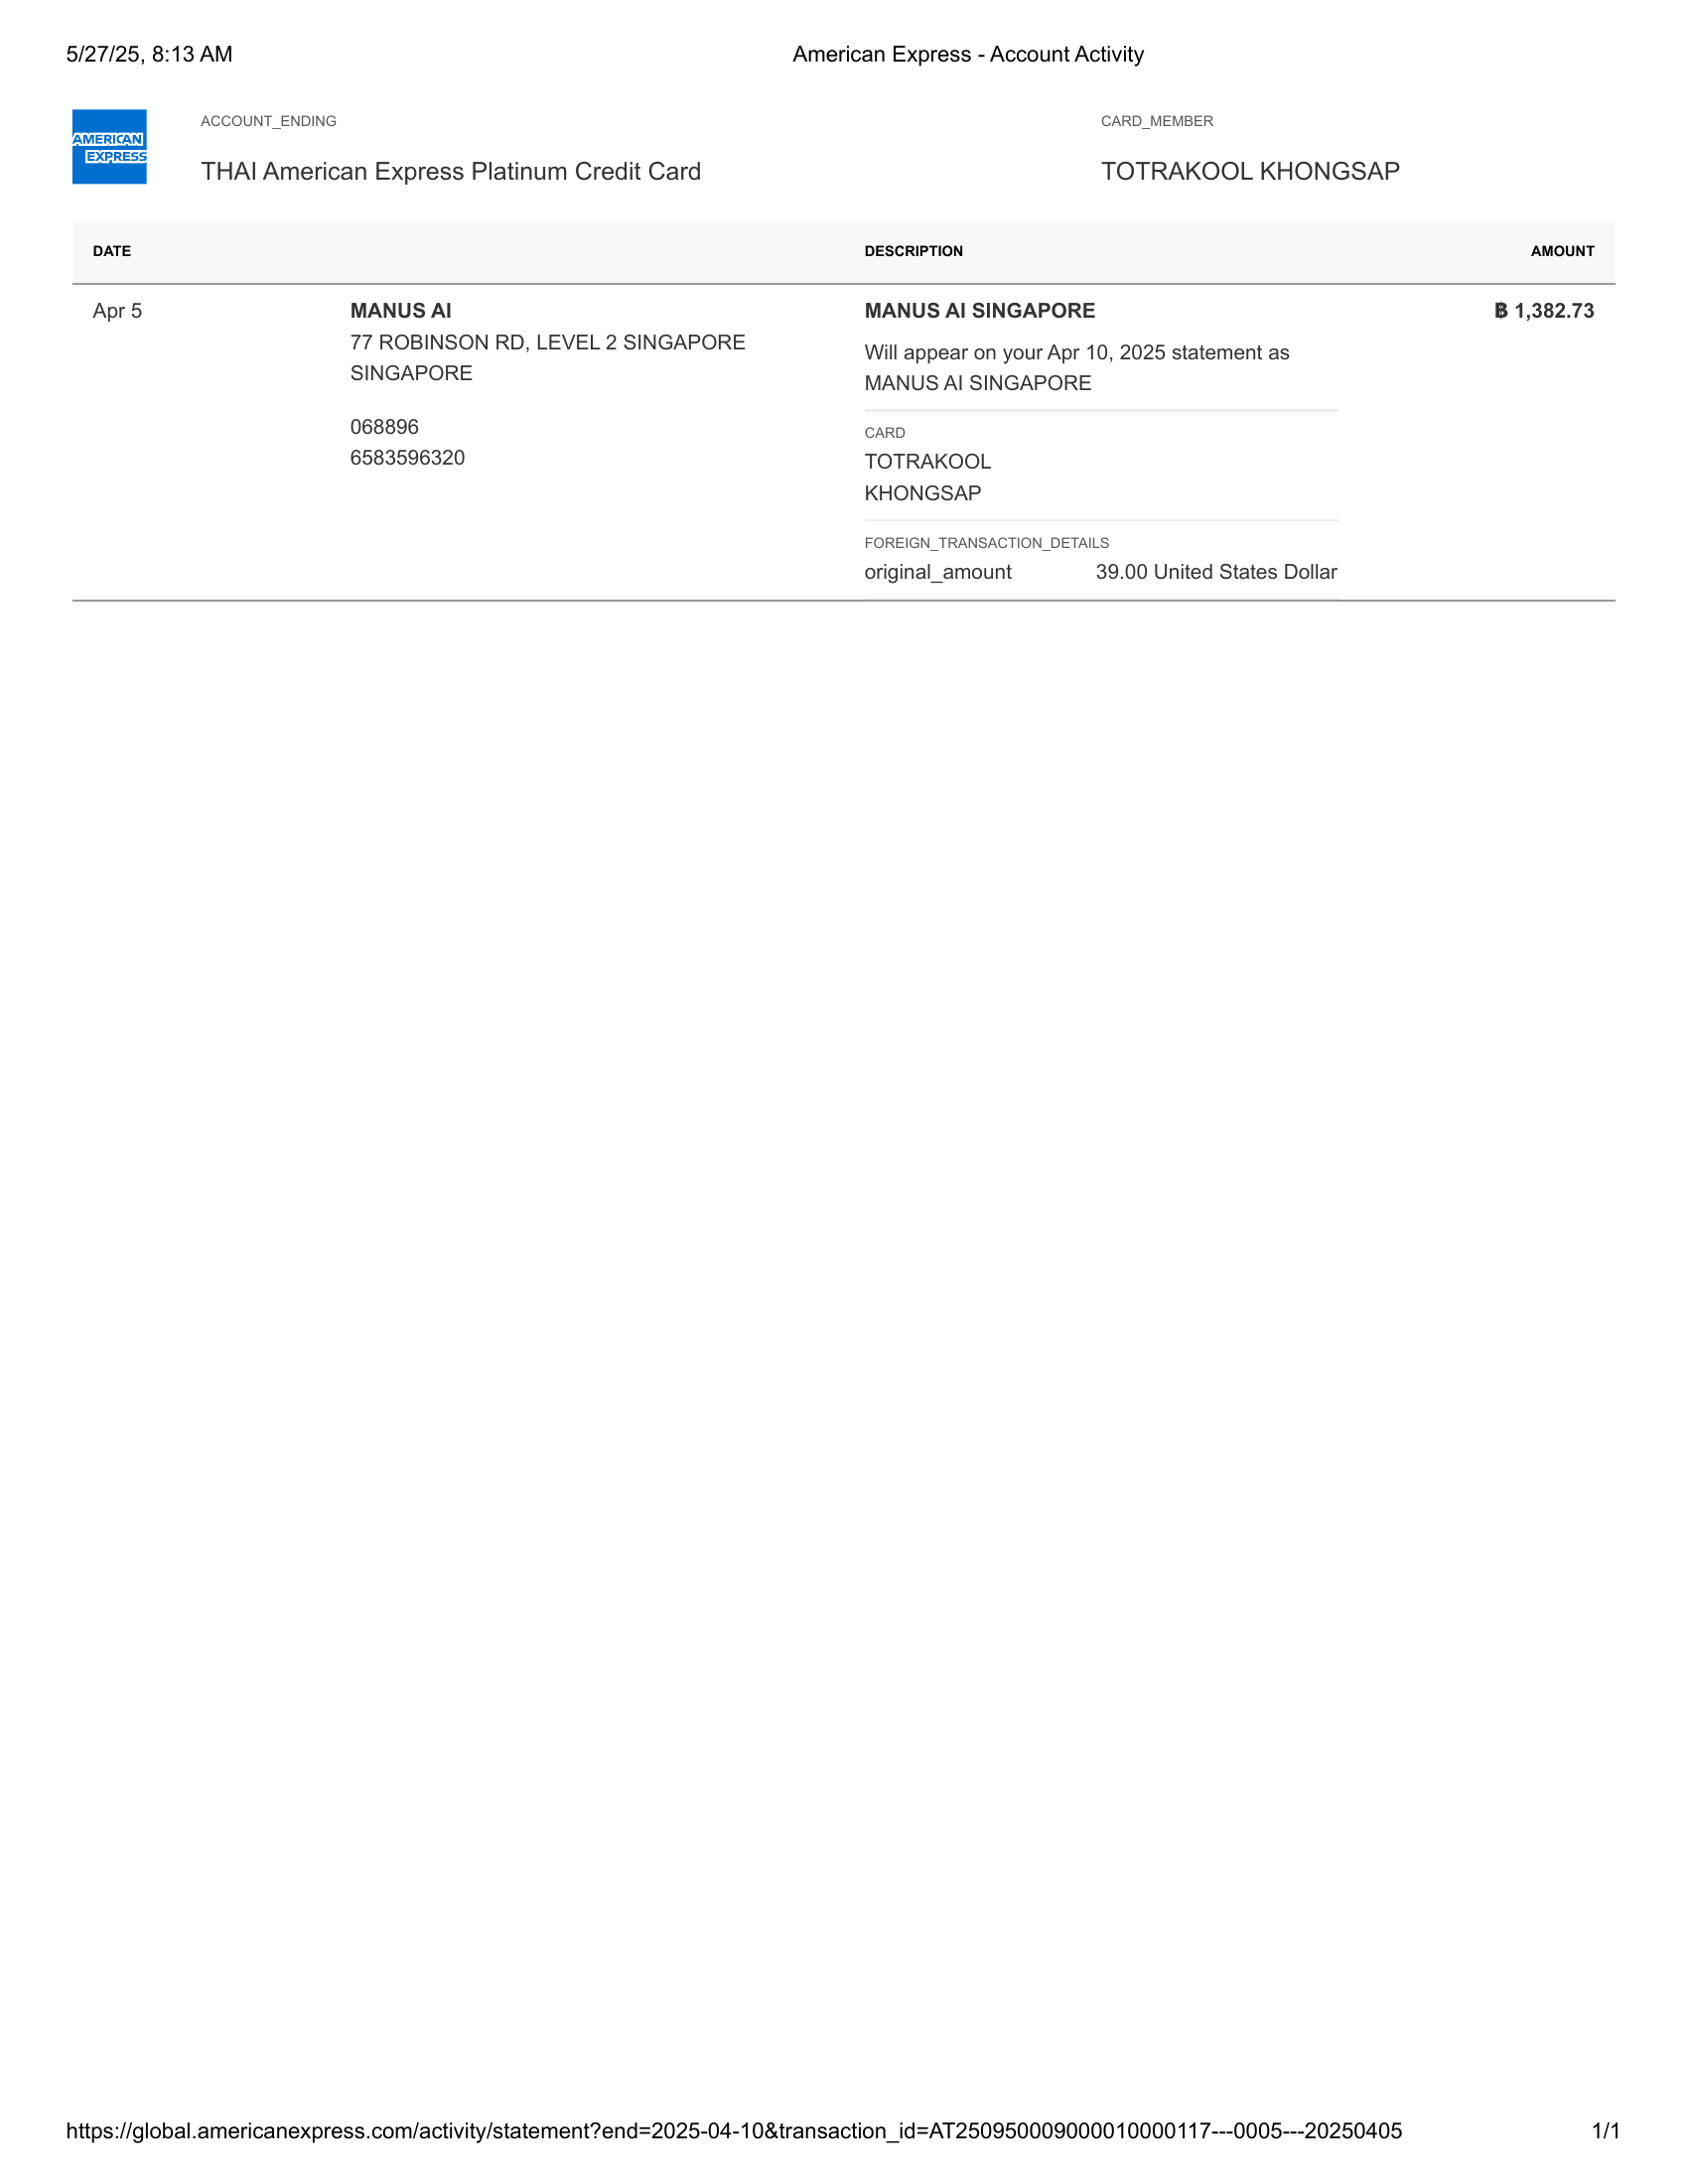 5/27/25, 8:13 AM
American Express - Account Activity
AMERICAN
EXPRESS
ACCOUNT_ENDING
CARD_MEMBER
THAI American Express Platinum Credit Card
TOTRAKOOL KHONGSAP
DATE
DESCRIPTION
AMOUNT
Apr 5
MANUS AI
77 ROBINSON RD, LEVEL 2 SINGAPORE
SINGAPORE
068896
6583596320
MANUS AI SINGAPORE
Will appear on your Apr 10, 2025 statement as
MANUS AI SINGAPORE
CARD
TOTRAKOOL
KHONGSAP
FOREIGN_TRANSACTION_DETAILS
original_amount 39.00 United States Dollar
฿ 1,382.73
https://global.americanexpress.com/activity/statement?end=2025-04-10&transaction_id=AT250950009000010000117---0005---20250405
1/1